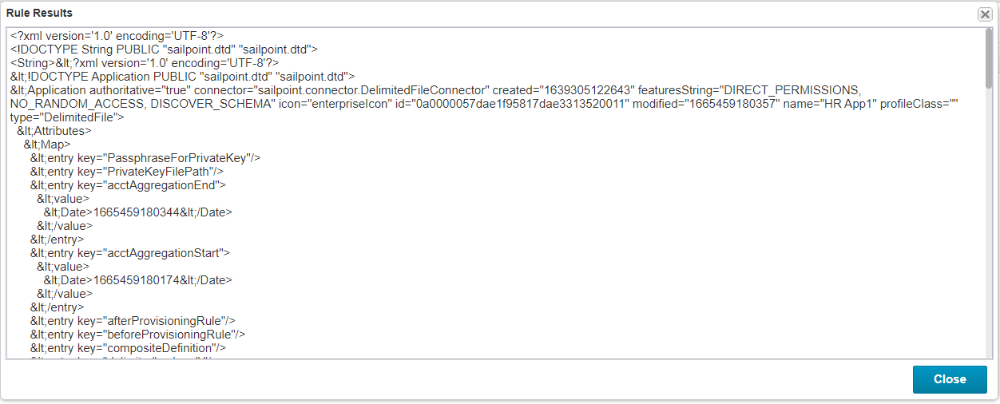 Rule Results
<?xml version='1.0' encoding='UTF-8'?>
<!DOCTYPE String PUBLIC "sailpoint.dtd" "sailpoint.dtd">
<String>&lt;?xml version='1.0' encoding='UTF-8'?>
&lt;!DOCTYPE Application PUBLIC "sailpoint.dtd" "sailpoint.dtd">
&lt;Application authoritative="true" connector="sailpoint.connector.DelimitedFileConnector" created="1639305122643" featuresString="DIRECT_PERMISSIONS,
NO_RANDOM_ACCESS, DISCOVER_SCHEMA" icon="enterpriseIcon" id="0a0000057dae1f95817dae3313520011" modified="1665459180357" name="HR App1" profileClass=""
type="DelimitedFile">
&lt;Attributes>
&lt;Map>
&lt;entry key="PassphraseForPrivateKey"/>
&lt;entry key="PrivateKeyFilePath"/>
&lt;entry key="acctAggregationEnd">
&lt;value>
&lt;Date>1665459180344&lt;/Date>
&lt;/value>
&lt;/entry>
&lt;entry key="acctAggregationStart">
&lt;value>
&lt;Date>1665459180174&lt;/Date>
&lt;/value>
&lt;/entry>
&lt;entry key="afterProvisioningRule"/>
&lt;entry key="beforeProvisioningRule"/>
&lt;entry key="compositeDefinition"/>
Close